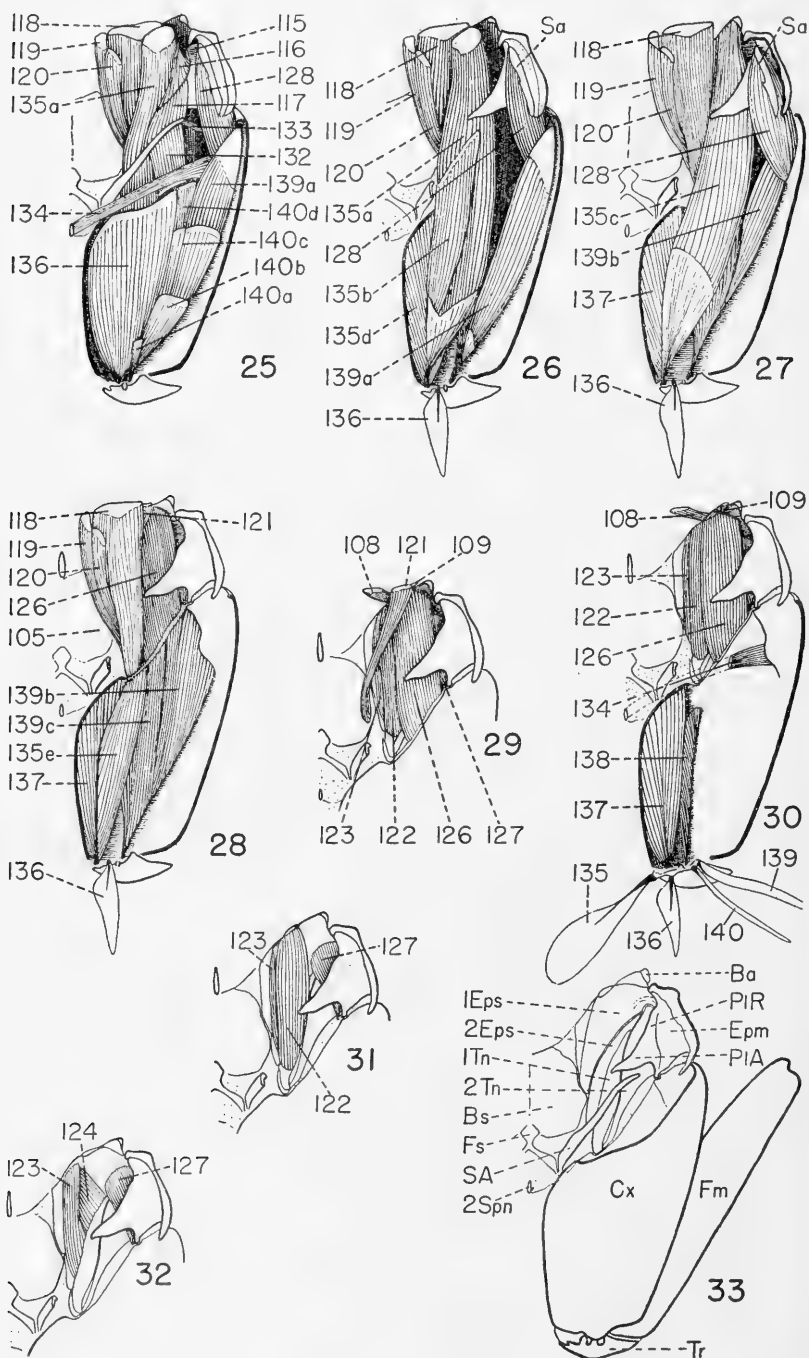 118
119
120
135a
134
136
115
116
128
117
133
132
139a
140d
140c
140b
140a
25
Sa
118
119
120
135a
128
135b
135d
139a
136
26
Sa
118
119
120
128
135c
139b
137
136
27
118
119
120
126
105
139b
139c
135e
137
136
121
28
108
121
109
29
123
122
126
127
108
109
123
122
126
134
138
137
30
135
136
140
139
123
127
31
122
124
123
127
32
Ba
1Eps
PlR
2Eps
Epm
1Tn
PlA
2Tn
Bs
Fs
SA
2Spn
Cx
Fm
33
Tr